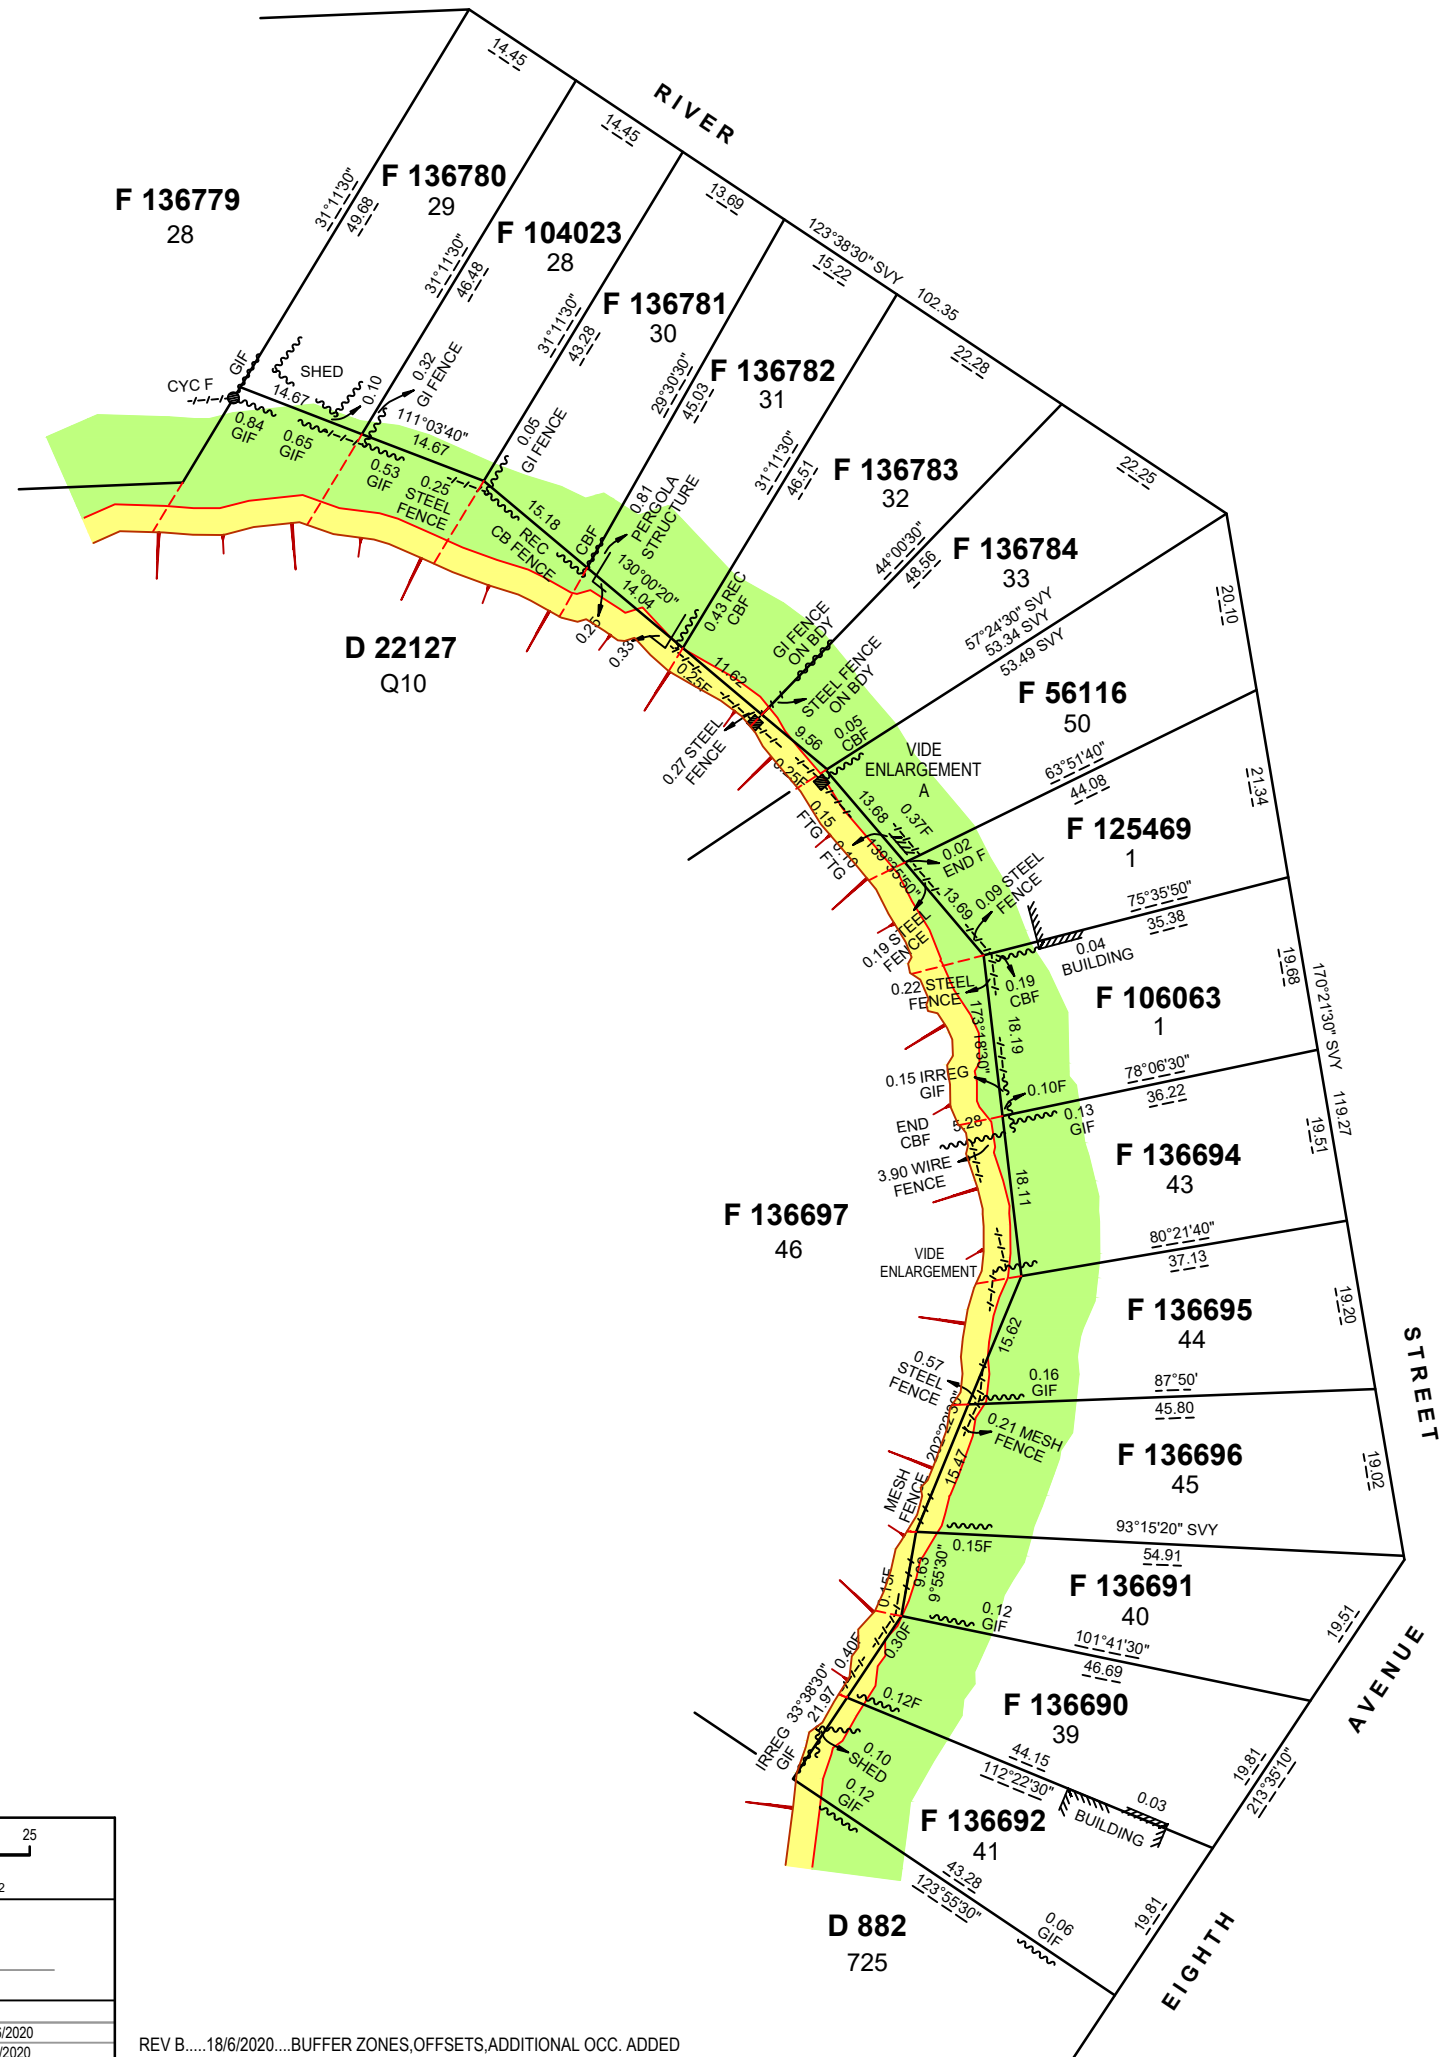 14.45
RIVER
14.45
F 136779
28
F 136780
29
31°11'30"
49.68
13.69
F 104023
28
31°11'30"
46.48
123°38'30" SVY
102.35
15.22
F 136781
30
31°11'30"
43.28
22.28
F 136782
31
29°30'30"
45.03
22.25
F 136783
32
31°11'30"
46.51
F 136784
33
44°00'30"
48.56
CYC F
GIF
SHED
14.67
0.10
0.32
GI FENCE
111°03'40"
14.67
0.84
GIF
0.65
GIF
0.53
GIF
0.25
STEEL
FENCE
0.05
GI FENCE
15.18
REC
CB FENCE
CBF
0.81
PERGOLA
STRUCTURE
130°00'20"
14.04
0.43 REC
CBF
0.25
0.33
D 22127
Q10
57°24'30" SVY
53.34 SVY
53.49 SVY
20.10
GI FENCE
ON BDY
STEEL FENCE
ON BDY
11.62
0.25F
0.27 STEEL
FENCE
9.56
0.05
CBF
0.25F
F 56116
50
VIDE
ENLARGEMENT
A
63°51'40"
44.08
21.34
13.68
0.37F
0.15
FTG
0.10
FTG
139°35'50"
0.02
END F
F 125469
1
13.69
0.09 STEEL
FENCE
0.19 STEEL
FENCE
75°35'50"
35.38
0.04
BUILDING
0.22 STEEL
FENCE
0.19
CBF
19.68
170°21'30" SVY
119.27
F 106063
1
173°18'30"
18.19
0.15 IRREG
GIF
0.10F
78°06'30"
36.22
END
CBF
5.28
0.13
GIF
19.51
3.90 WIRE
FENCE
18.11
F 136694
43
F 136697
46
VIDE
ENLARGEMENT
80°21'40"
37.13
F 136695
44
19.20
STREET
15.62
0.57
STEEL
FENCE
0.16
GIF
87°50'
45.80
202°22'30"
0.21 MESH
FENCE
F 136696
45
19.02
MESH
FENCE
15.47
0.15F
93°15'20" SVY
54.91
0.15F
9.63
9°55'30"
F 136691
40
0.12
GIF
19.51
0.40F
0.30F
101°41'30"
46.69
AVENUE
33°38'30"
21.97
0.12F
F 136690
39
IRREG
GIF
0.10
SHED
44.15
112°22'30"
19.81
213°35'10"
0.12
GIF
0.03
BUILDING
F 136692
41
43.28
123°55'30"
19.81
D 882
725
0.06
GIF
EIGHTH
25
2
6/2020
/2020
REV B.....18/6/2020....BUFFER ZONES,OFFSETS,ADDITIONAL OCC. ADDED